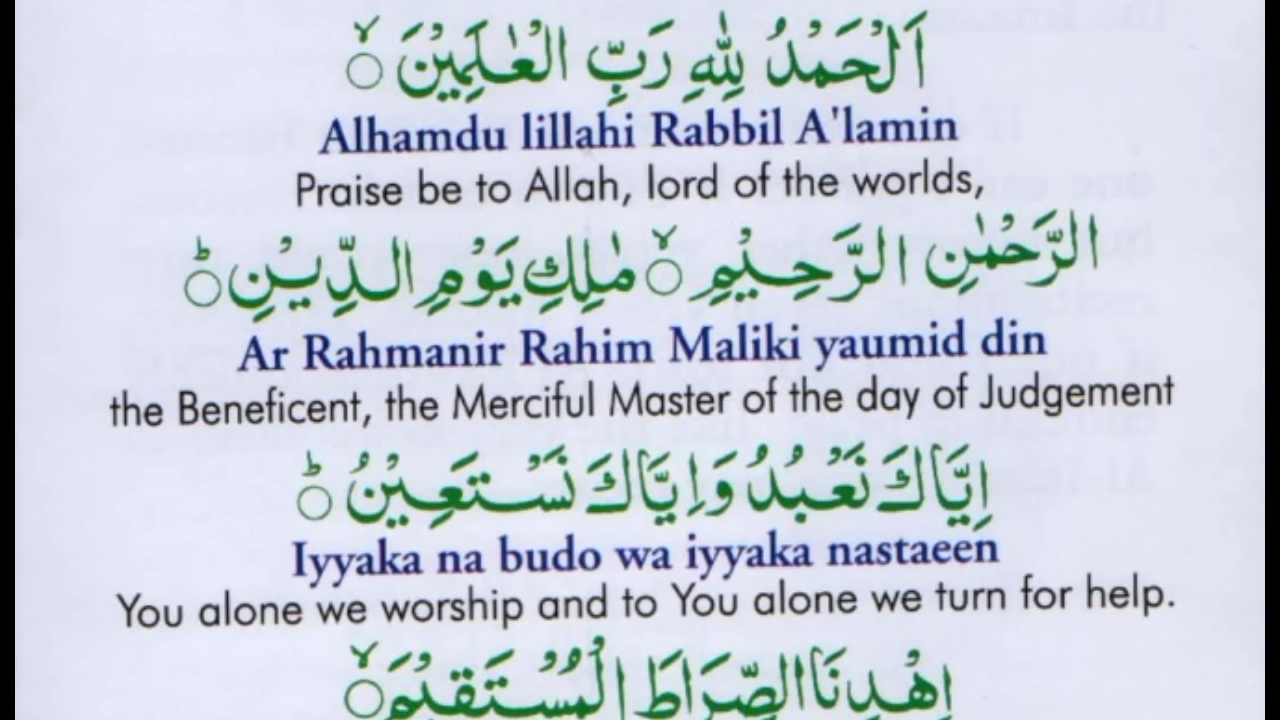 اَلْحَمْدُ لِلّٰهِ رَبِّ الْعٰلَمِيْنَ ۙ
Alhamdu lillahi Rabbil A'lamin
Praise be to Allah, lord of the worlds,
الرَّحْمٰنِ الرَّحِيْمِ ۙ مٰلِكِ يَوْمِ الدِّيْنِ ؕ
Ar Rahmanir Rahim Maliki yaumid din
the Beneficent, the Merciful Master of the day of Judgement
اِيَّاكَ نَعْبُدُ وَاِيَّاكَ نَسْتَعِيْنُ ؕ
Iyyaka na budo wa iyyaka nastaeen
You alone we worship and to You alone we turn for help.
اِهْدِنَا الصِّرَاطَ الْمُسْتَقِيْمَ ۙ